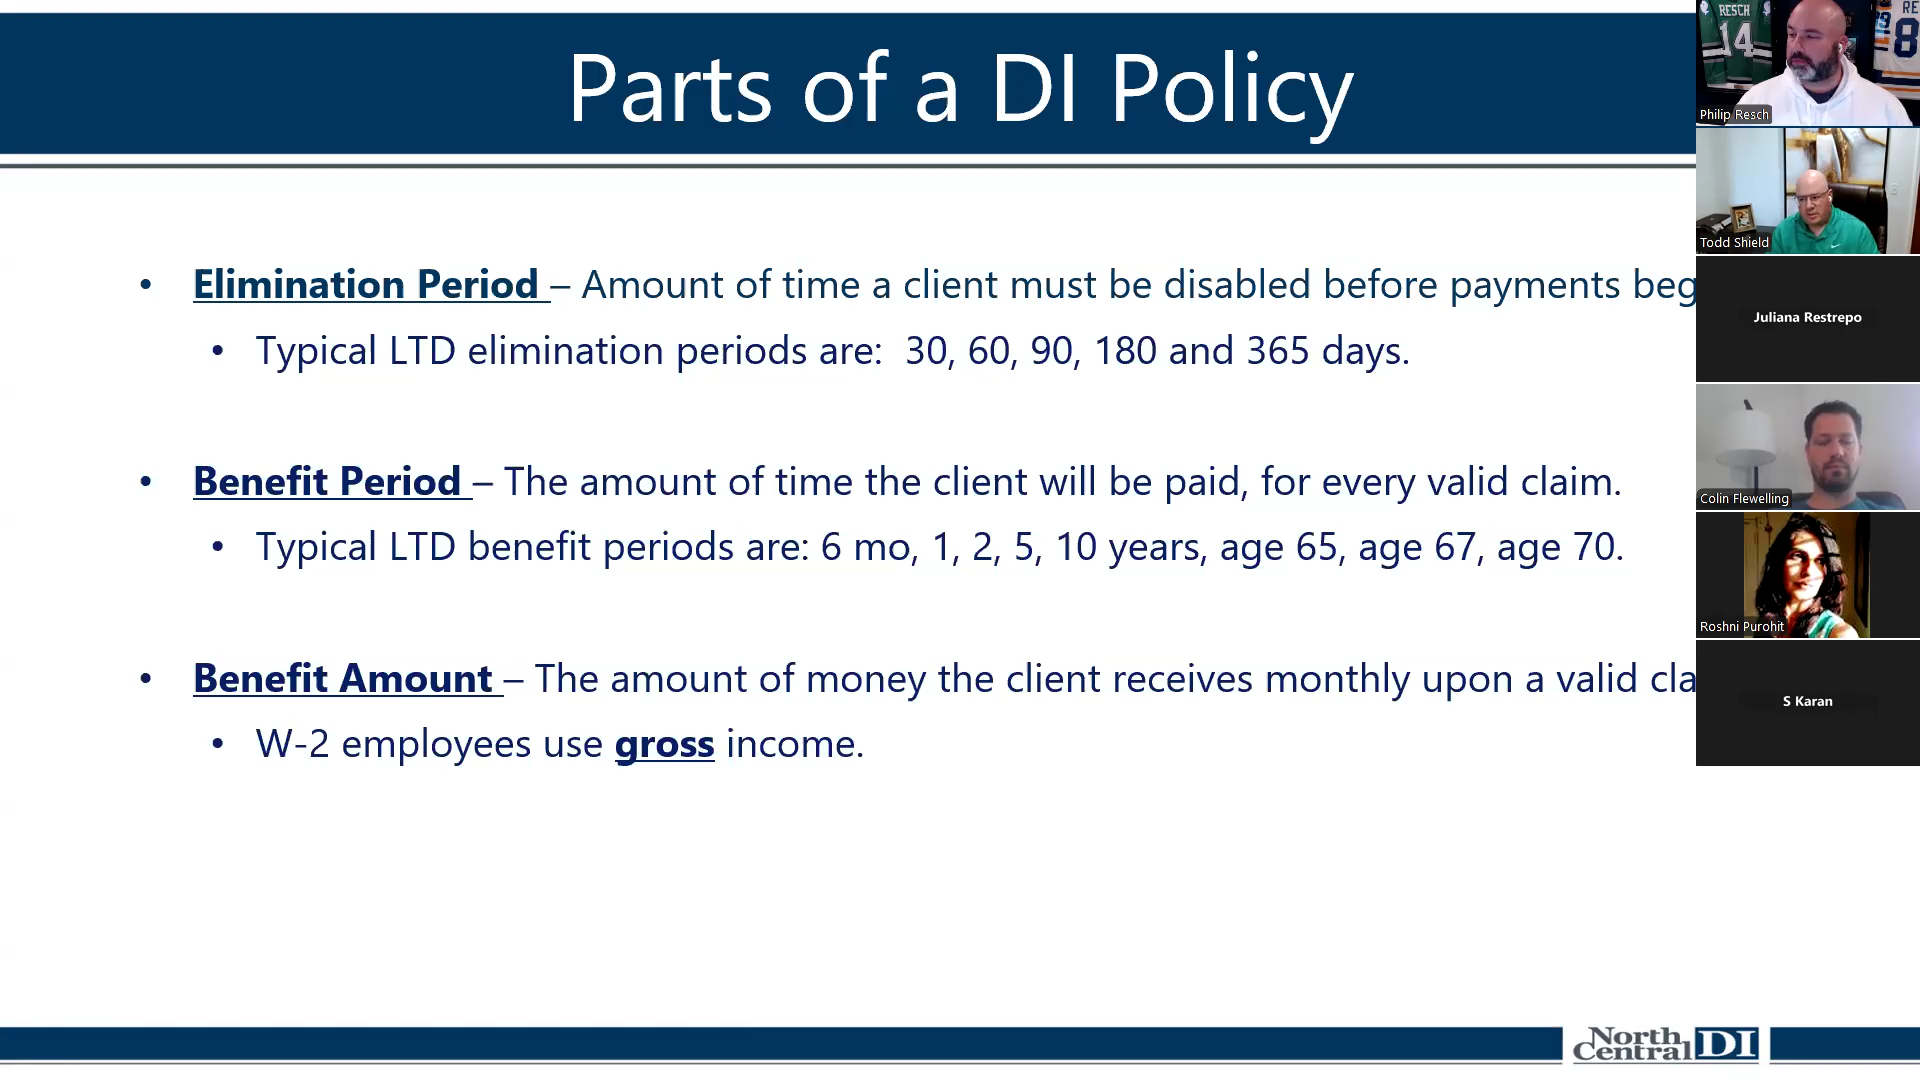 Parts of a DI Policy
• Elimination Period – Amount of time a client must be disabled before payments beg
• Typical LTD elimination periods are: 30, 60, 90, 180 and 365 days.
• Benefit Period – The amount of time the client will be paid, for every valid claim.
• Typical LTD benefit periods are: 6 mo, 1, 2, 5, 10 years, age 65, age 67, age 70.
• Benefit Amount – The amount of money the client receives monthly upon a valid cla
• W-2 employees use gross income.
North
Central DI
RESCH
14
RE
8
Philip Resch
Todd Shield
Juliana Restrepo
Colin Flewelling
Roshni Purohit
S Karan